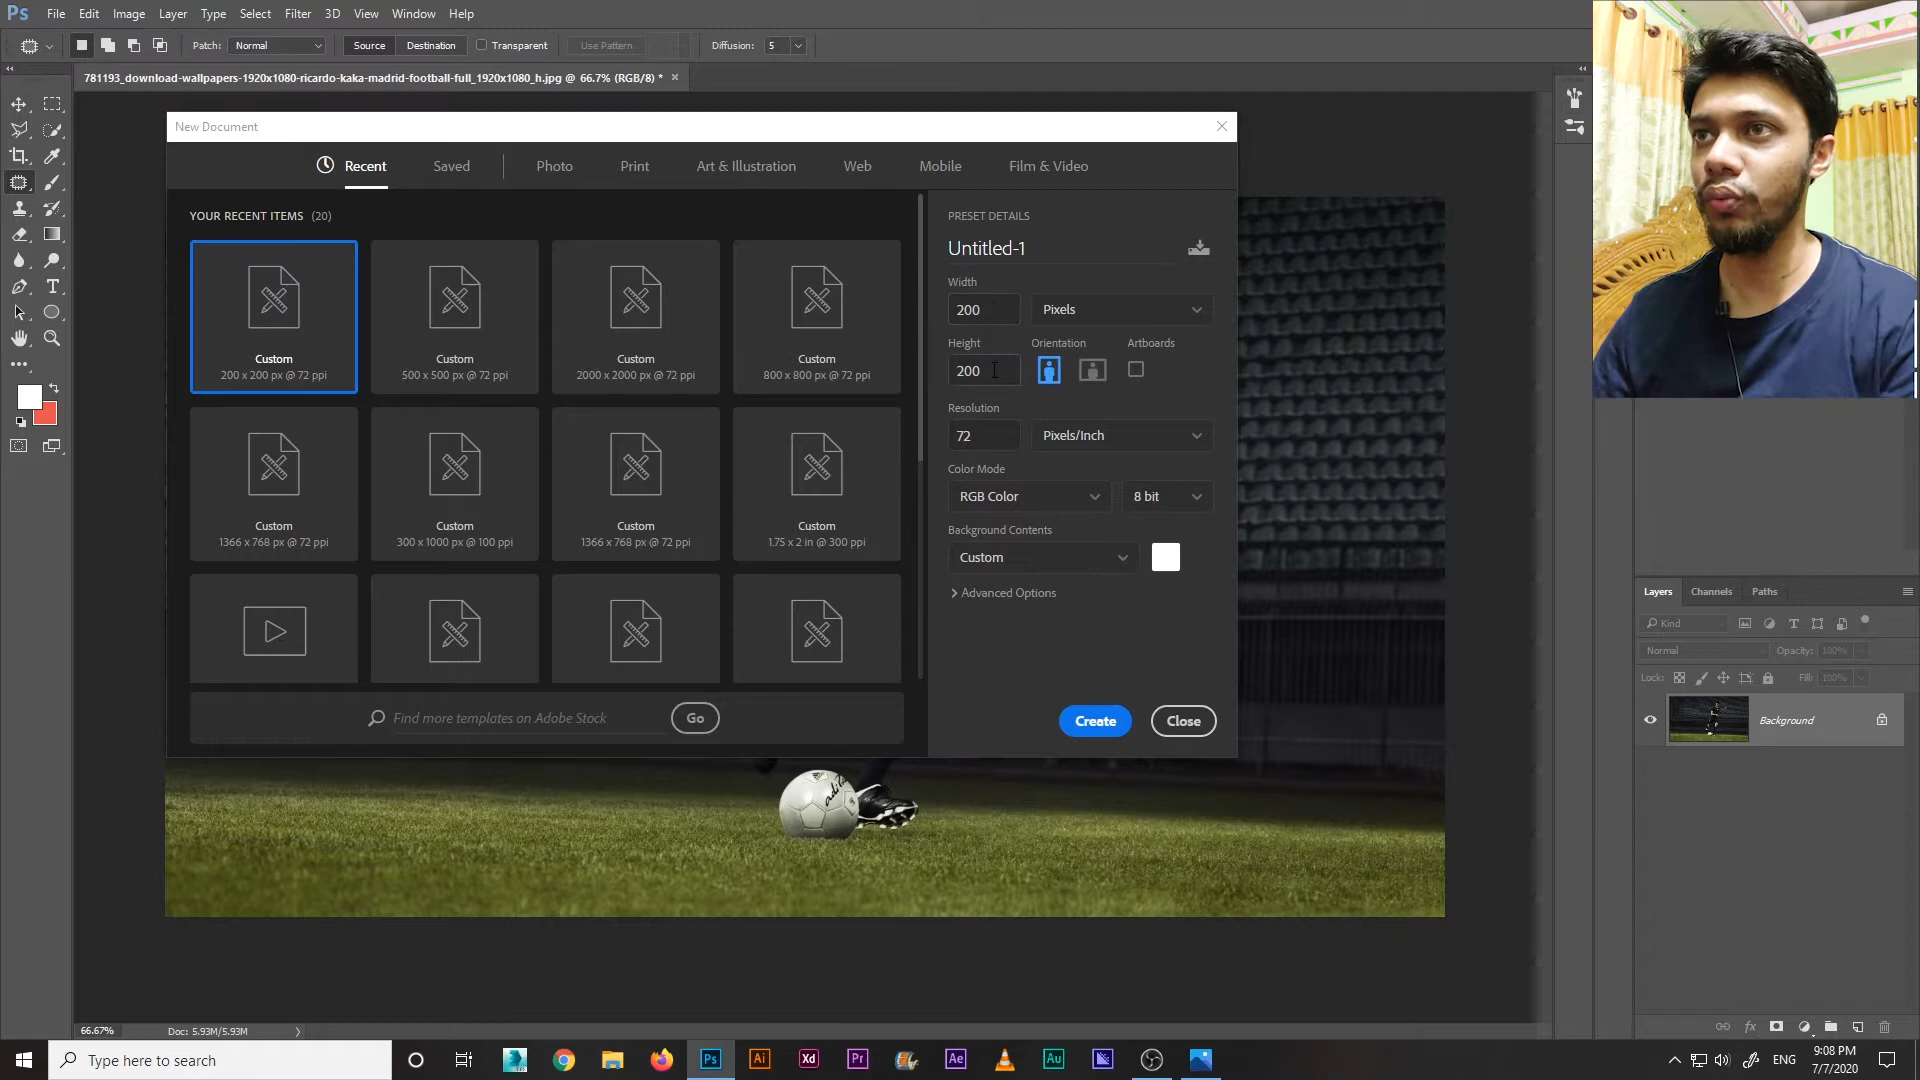 Ps File Edit Image Layer Type Select Filter 3D View Window Help
Patch: Normal Source Destination Transparent Use Pattern Diffusion: 5
781193_download-wallpapers-1920x1080-ricardo-kaka-madrid-football-full_1920x1080_h.jpg @ 66.7% (RGB/8) *
New Document
Recent Saved Photo Print Art & Illustration Web Mobile Film & Video
YOUR RECENT ITEMS (20)
Custom
200 x 200 px @ 72 ppi
Custom
500 x 500 px @ 72 ppi
Custom
2000 x 2000 px @ 72 ppi
Custom
800 x 800 px @ 72 ppi
Custom
1366 x 768 px @ 72 ppi
Custom
300 x 1000 px @ 100 ppi
Custom
1366 x 768 px @ 72 ppi
Custom
1.75 x 2 in @ 300 ppi
Find more templates on Adobe Stock Go
PRESET DETAILS
Untitled-1
Width
200 Pixels
Height Orientation Artboards
200
Resolution
72 Pixels/Inch
Color Mode
RGB Color 8 bit
Background Contents
Custom
Advanced Options
Create Close
Layers Channels Paths
Kind
Normal Opacity: 100%
Lock: Fill: 100%
Background
66.67% Doc: 5.93M/5.93M
Type here to search
Ps Ai Xd Pr Ae Au
ENG
9:08 PM
7/7/2020